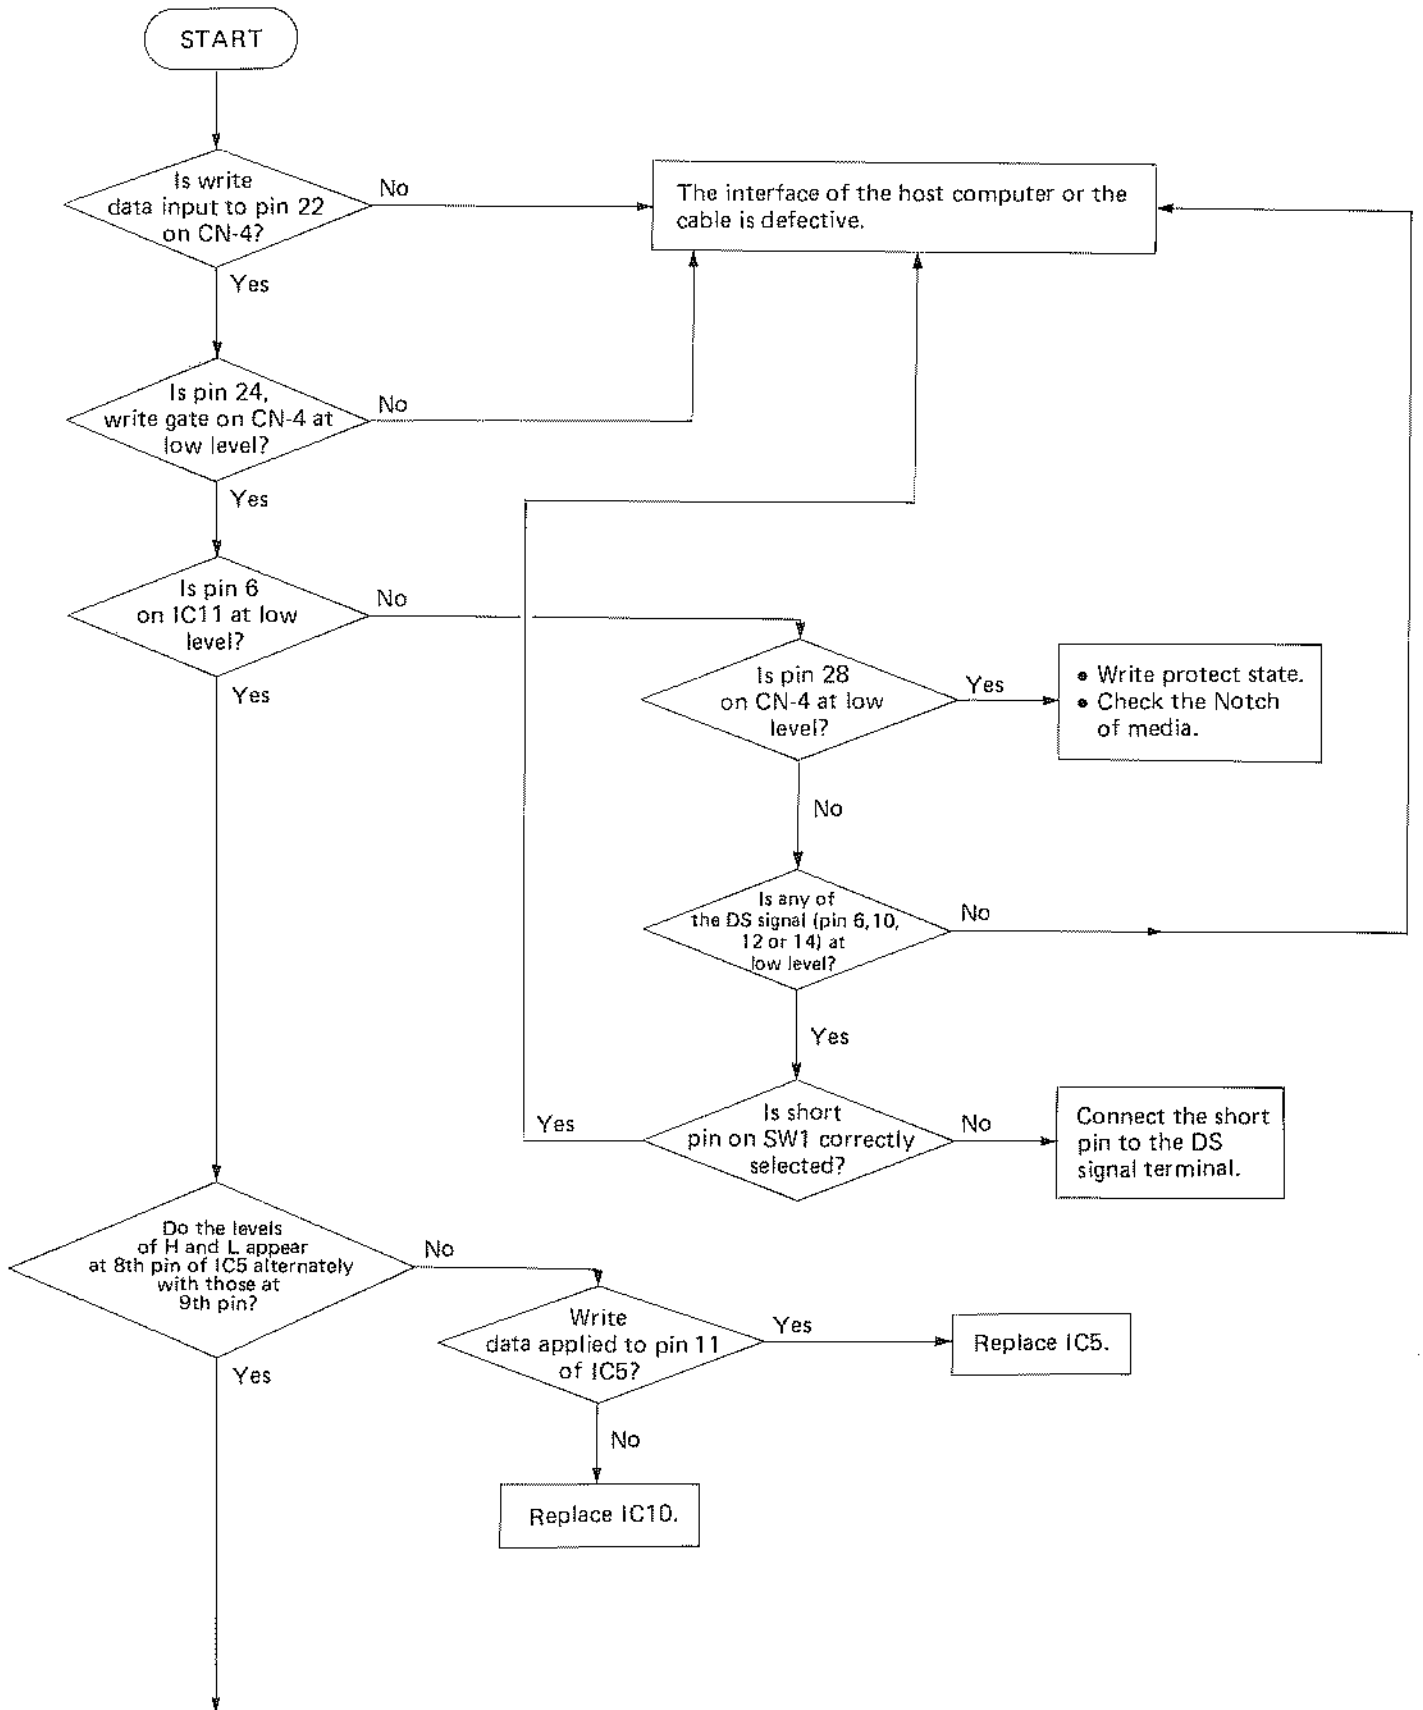 START
Is write
data input to pin 22
on CN-4?
No
Yes
The interface of the host computer or the
cable is defective.
Is pin 24,
write gate on CN-4 at
low level?
No
Yes
Is pin 6
on IC11 at low
level?
No
Yes
Is pin 28
on CN-4 at low
level?
Yes
No
• Write protect state.
• Check the Notch
of media.
Is any of
the DS signal (pin 6,10,
12 or 14) at
low level?
No
Yes
Is short
pin on SW1 correctly
selected?
Yes
No
Connect the short
pin to the DS
signal terminal.
Do the levels
of H and L appear
at 8th pin of IC5 alternately
with those at
9th pin?
No
Yes
Write
data applied to pin 11
of IC5?
Yes
No
Replace IC5.
Replace IC10.